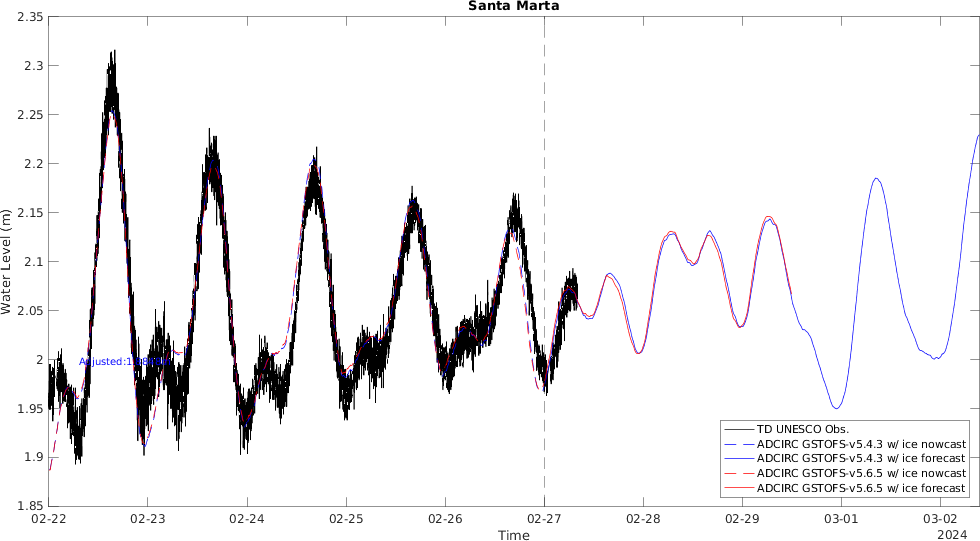 Santa Marta
2.35
2.3
2.25
2.2
2.15
2.1
2.05
2
1.95
1.9
1.85
Water Level (m)
TD UNESCO Obs.
ADCIRC GSTOFS-v5.4.3 w/ ice nowcast
ADCIRC GSTOFS-v5.4.3 w/ ice forecast
ADCIRC GSTOFS-v5.6.5 w/ ice nowcast
ADCIRC GSTOFS-v5.6.5 w/ ice forecast
02-22 02-23 02-24 02-25 02-26 02-27 02-28 02-29 03-01 03-02
Time
2024